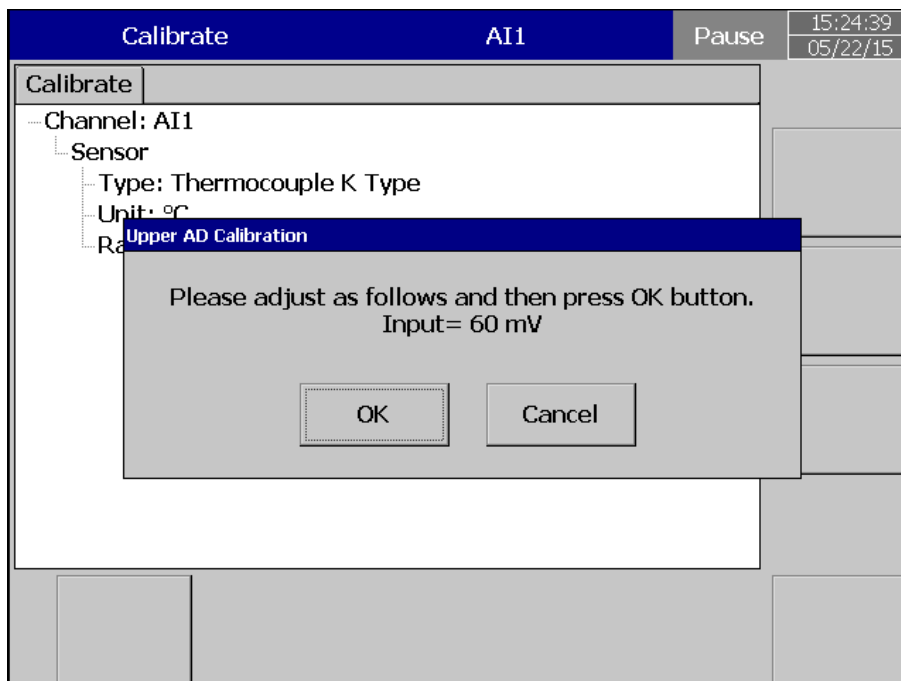 Calibrate AI1 Pause 15:24:39
05/22/15
Calibrate
Channel: AI1
Sensor
Type: Thermocouple K Type
Unit: °C
Ra
Upper AD Calibration
Please adjust as follows and then press OK button.
Input= 60 mV
OK Cancel